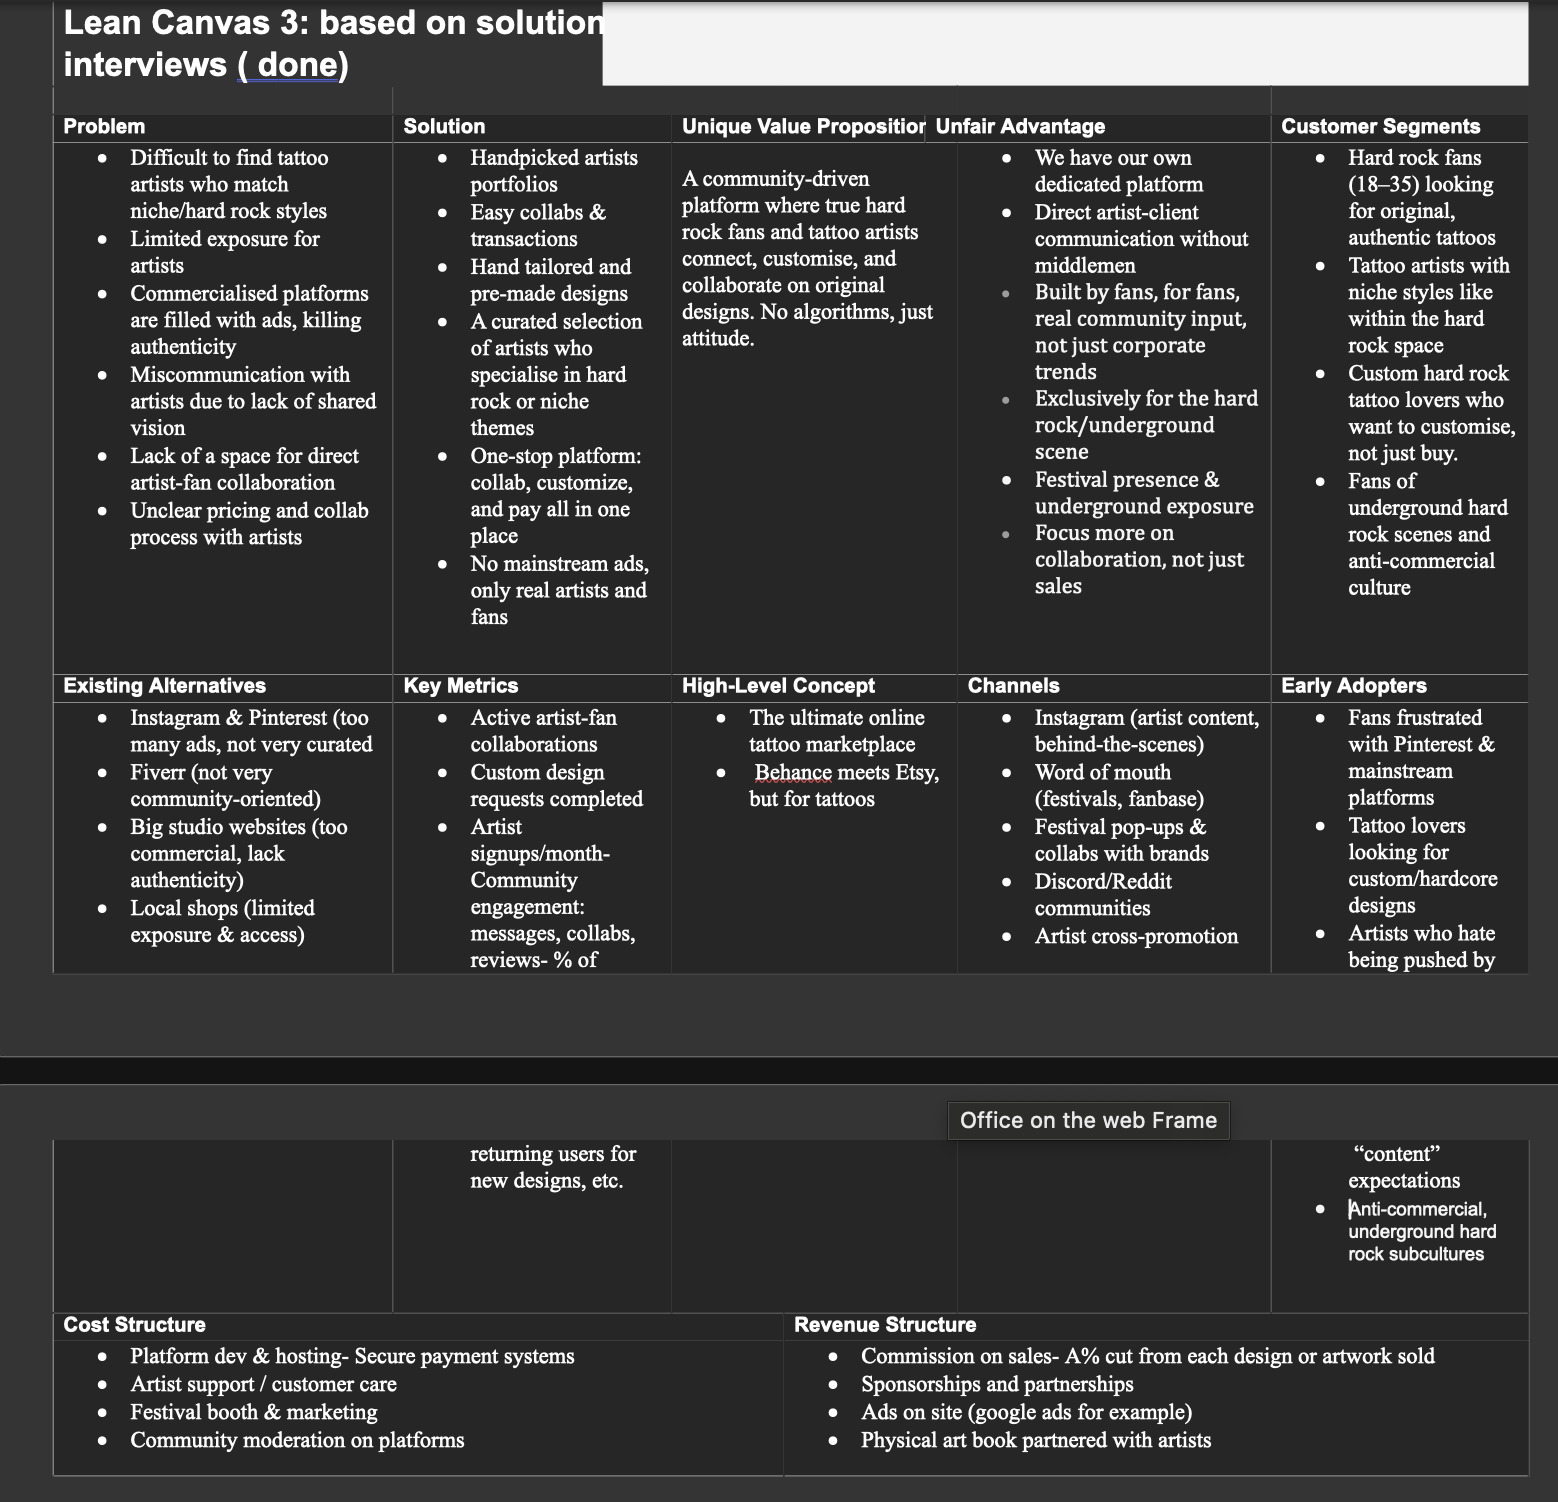 Lean Canvas 3: based on solution
interviews ( done)
Problem
Difficult to find tattoo
artists who match
niche/hard rock styles
Limited exposure for
artists
Commercialised platforms
are filled with ads, killing
authenticity
Miscommunication with
artists due to lack of shared
vision
Lack of a space for direct
artist-fan collaboration
Unclear pricing and collab
process with artists
Solution
Handpicked artists
portfolios
Easy collabs &
transactions
Hand tailored and
pre-made designs
A curated selection
of artists who
specialise in hard
rock or niche
themes
One-stop platform:
collab, customize,
and pay all in one
place
No mainstream ads,
only real artists and
fans
Unique Value Proposition
A community-driven
platform where true hard
rock fans and tattoo artists
connect, customise, and
collaborate on original
designs. No algorithms, just
attitude.
Unfair Advantage
We have our own
dedicated platform
Direct artist-client
communication without
middlemen
Built by fans, for fans,
real community input,
not just corporate
trends
Exclusively for the hard
rock/underground
scene
Festival presence &
underground exposure
Focus more on
collaboration, not just
sales
Customer Segments
Hard rock fans
(18–35) looking
for original,
authentic tattoos
Tattoo artists with
niche styles like
within the hard
rock space
Custom hard rock
tattoo lovers who
want to customise,
not just buy.
Fans of
underground hard
rock scenes and
anti-commercial
culture
Existing Alternatives
Instagram & Pinterest (too
many ads, not very curated
Fiverr (not very
community-oriented)
Big studio websites (too
commercial, lack
authenticity)
Local shops (limited
exposure & access)
Key Metrics
Active artist-fan
collaborations
Custom design
requests completed
Artist
signups/month-
Community
engagement:
messages, collabs,
reviews- % of
returning users for
new designs, etc.
High-Level Concept
The ultimate online
tattoo marketplace
Behance meets Etsy,
but for tattoos
Channels
Instagram (artist content,
behind-the-scenes)
Word of mouth
(festivals, fanbase)
Festival pop-ups &
collabs with brands
Discord/Reddit
communities
Artist cross-promotion
Early Adopters
Fans frustrated
with Pinterest &
mainstream
platforms
Tattoo lovers
looking for
custom/hardcore
designs
Artists who hate
being pushed by
“content”
expectations
Anti-commercial,
underground hard
rock subcultures
Office on the web Frame
Cost Structure
Platform dev & hosting- Secure payment systems
Artist support / customer care
Festival booth & marketing
Community moderation on platforms
Revenue Structure
Commission on sales- A% cut from each design or artwork sold
Sponsorships and partnerships
Ads on site (google ads for example)
Physical art book partnered with artists